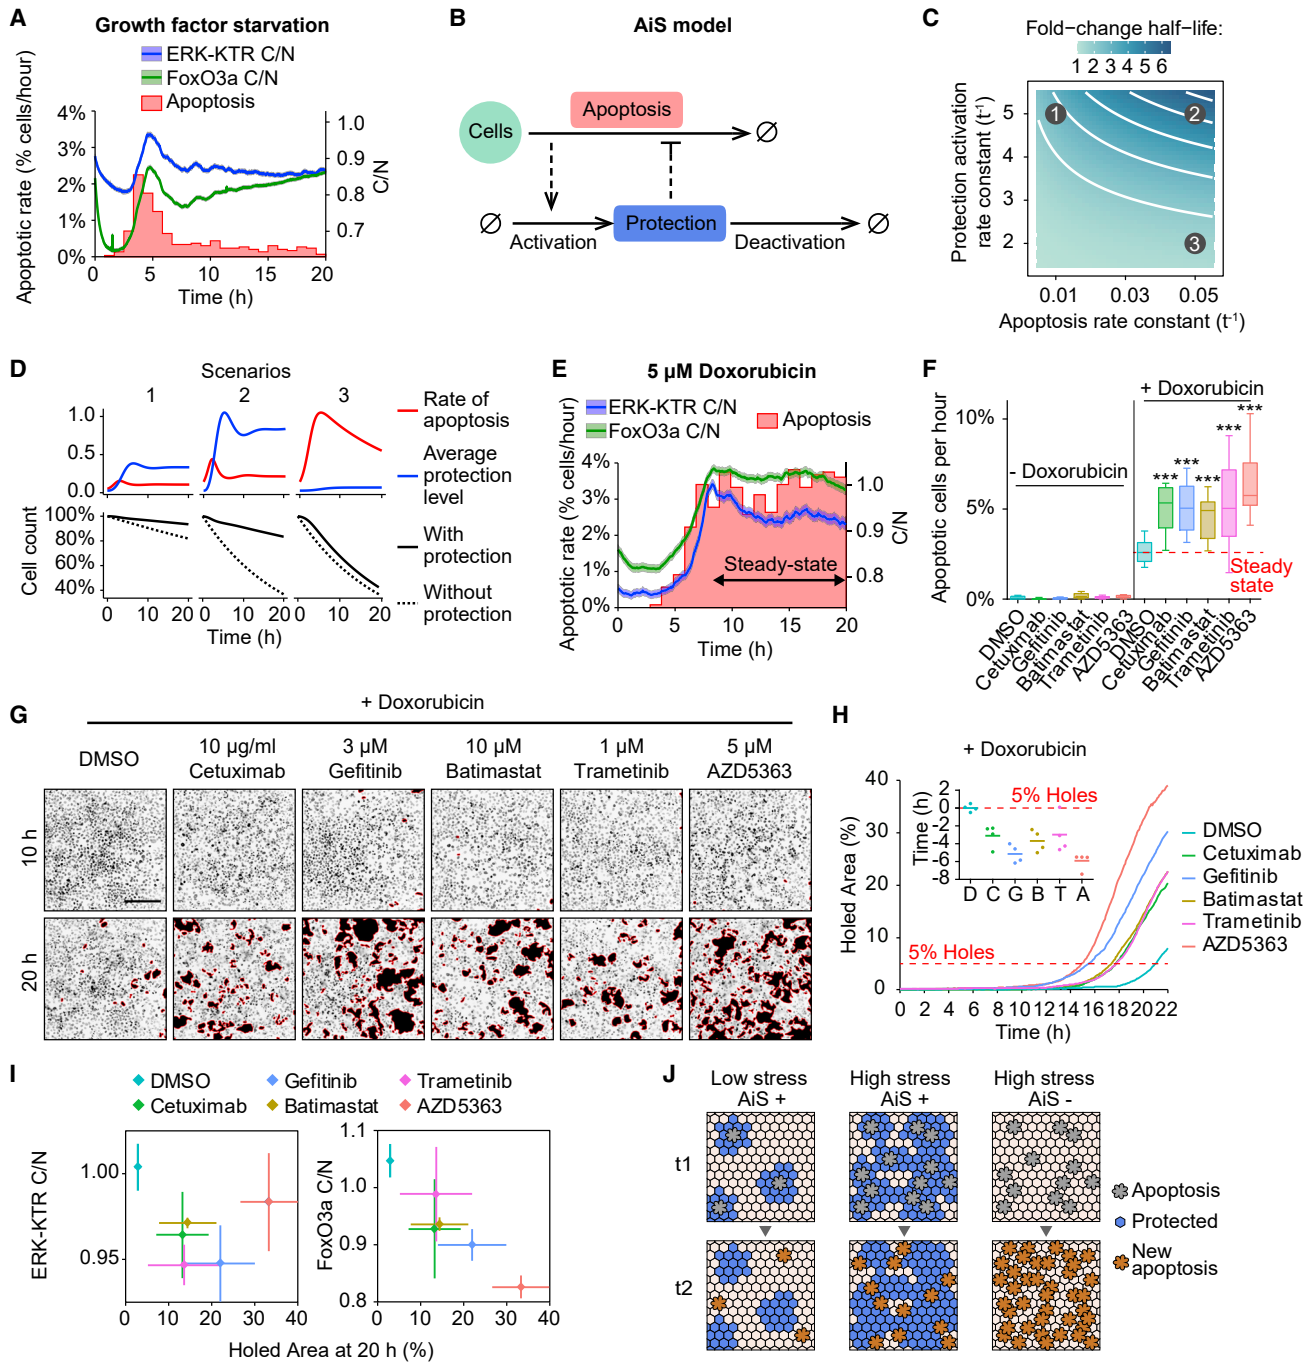 A
Growth factor starvation
ERK-KTR C/N
FoxO3a C/N
Apoptosis
Apoptotic rate (% cells/hour)
4%
3%
2%
1%
0%
1.0
0.9
0.8
0.7
C/N
0 5 10 15 20
Time (h)
B
AiS model
Cells
Apoptosis
∅
∅
Activation
Protection
Deactivation
∅
C
Fold−change half−life:
1 2 3 4 5 6
Protection activation
rate constant (t⁻¹)
5
4
3
2
1
2
3
0.01 0.03 0.05
Apoptosis rate constant (t⁻¹)
D
Scenarios
1 2 3
1.0
0.5
0.0
Rate of
apoptosis
Average
protection
level
Cell count
100%
80%
60%
40%
With
protection
Without
protection
0 10 20 0 10 20 0 10 20
Time (h)
E
5 µM Doxorubicin
ERK-KTR C/N
FoxO3a C/N
Apoptosis
Apoptotic rate (% cells/hour)
4%
3%
2%
1%
0%
Steady-state
1.0
0.9
0.8
C/N
0 5 10 15 20
Time (h)
F
+ Doxorubicin
- Doxorubicin
Apoptotic cells per hour
10%
5%
0%
*** *** *** *** ***
Steady
state
DMSO
Cetuximab
Gefitinib
Batimastat
Trametinib
AZD5363
DMSO
Cetuximab
Gefitinib
Batimastat
Trametinib
AZD5363
G
+ Doxorubicin
DMSO
10 µg/ml
Cetuximab
3 µM
Gefitinib
10 µM
Batimastat
1 µM
Trametinib
5 µM
AZD5363
10 h
20 h
H
+ Doxorubicin
Holed Area (%)
40
30
20
10
0
Time (h)
2
0
-2
-4
-6
-8
5% Holes
D C G B T A
5% Holes
DMSO
Cetuximab
Gefitinib
Batimastat
Trametinib
AZD5363
0 2 4 6 8 10 12 14 16 18 20 22
Time (h)
I
DMSO
Gefitinib
Trametinib
Cetuximab
Batimastat
AZD5363
ERK-KTR C/N
1.00
0.95
0 10 20 30 40
FoxO3a C/N
1.1
1.0
0.9
0.8
0 10 20 30 40
Holed Area at 20 h (%)
J
Low stress
AiS +
High stress
AiS +
High stress
AiS -
t1
t2
Apoptosis
Protected
New
apoptosis